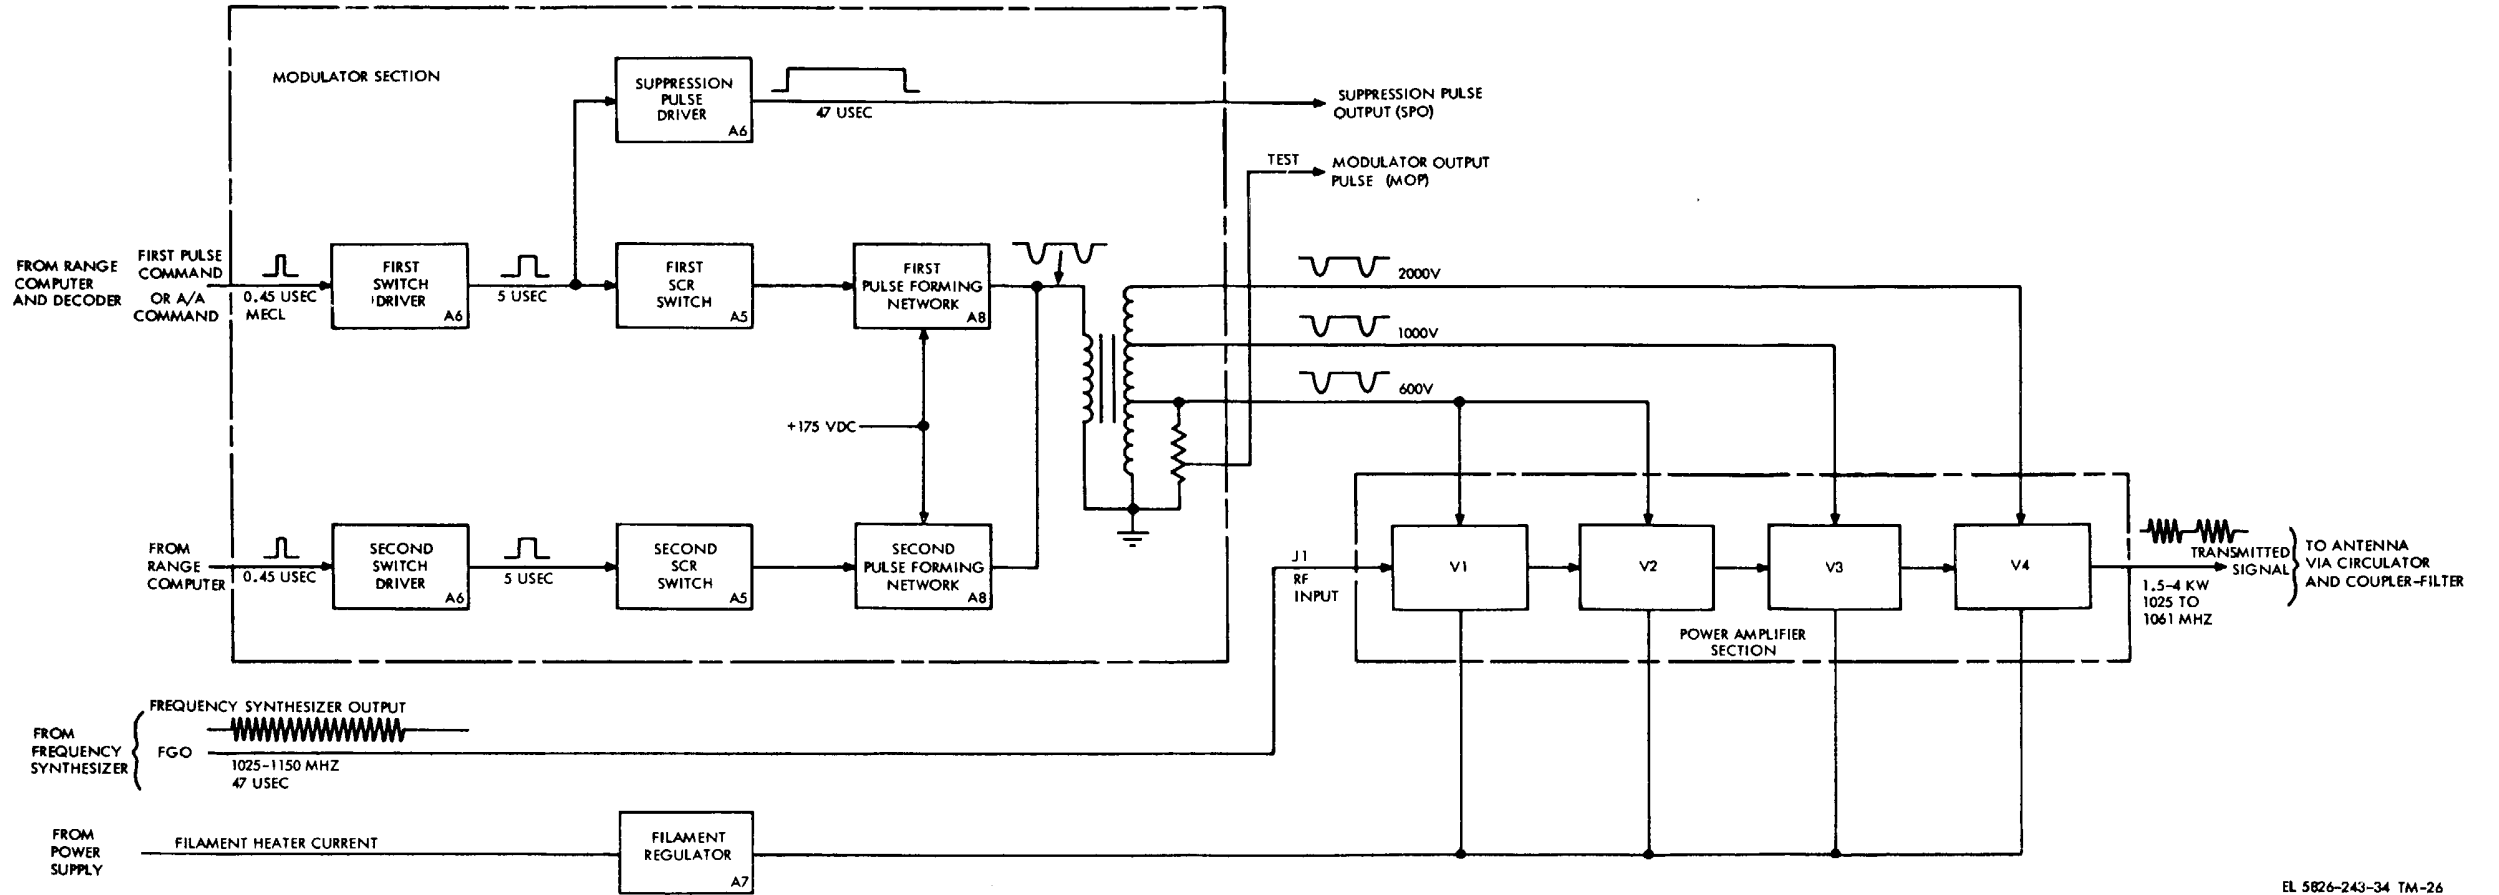 MODULATOR SECTION
SUPPRESSION
PULSE
DRIVER
A6
47 USEC
SUPPRESSION PULSE
OUTPUT (SPO)
TEST
MODULATOR OUTPUT
PULSE (MOP)
FROM RANGE
COMPUTER
AND DECODER
FIRST PULSE
COMMAND
OR A/A
COMMAND
0.45 USEC
MECL
FIRST
SWITCH
DRIVER
A6
5 USEC
FIRST
SCR
SWITCH
A5
FIRST
PULSE FORMING
NETWORK
A8
2000V
1000V
600V
+175 VDC
FROM
RANGE
COMPUTER
0.45 USEC
SECOND
SWITCH
DRIVER
A6
5 USEC
SECOND
SCR
SWITCH
A5
SECOND
PULSE FORMING
NETWORK
A8
J1
RF
INPUT
V1
V2
V3
V4
POWER AMPLIFIER
SECTION
TRANSMITTED
SIGNAL
1.5-4 KW
1025 TO
1061 MHZ
TO ANTENNA
VIA CIRCULATOR
AND COUPLER-FILTER
FROM
FREQUENCY
SYNTHESIZER
FREQUENCY SYNTHESIZER OUTPUT
FGO
1025-1150 MHZ
47 USEC
FROM
POWER
SUPPLY
FILAMENT HEATER CURRENT
FILAMENT
REGULATOR
A7
EL 5826-243-34 TM-26